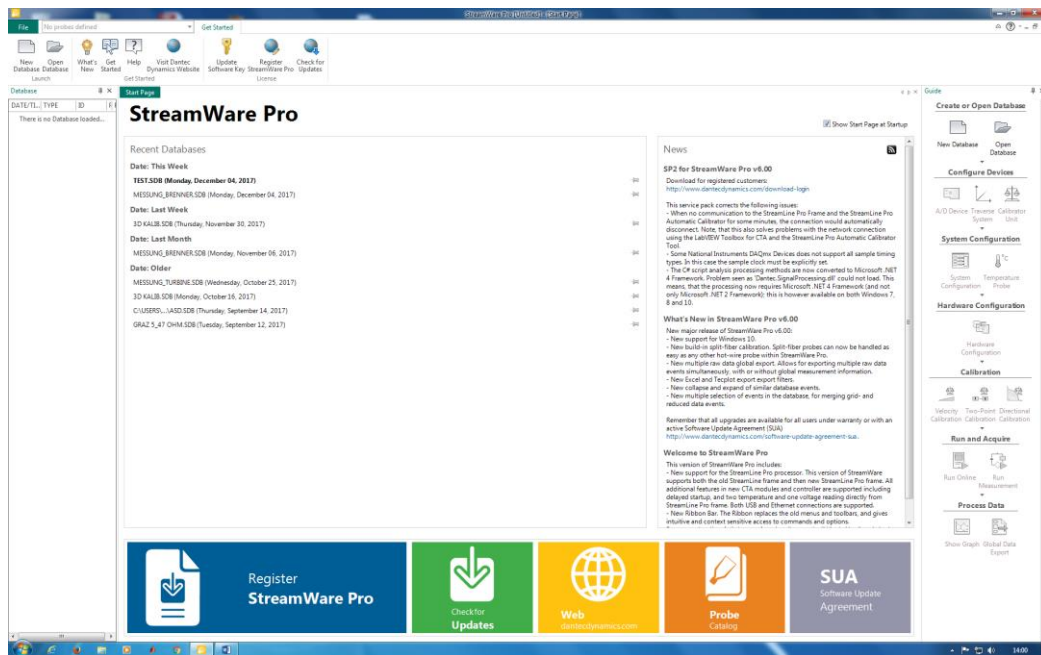 StreamWare Pro [Untitled] - [Start Page]
File
No probes defined
Get Started
New Database
Open Database
What's New
Get Started
Help
Visit Dantec Dynamics Website
Update Software Key
Register StreamWare Pro
Check for Updates
Launch
Get Started
License
Database
DATE/TI...
TYPE
ID
There is no Database loaded...
Start Page
StreamWare Pro
Show Start Page at Startup
Recent Databases
Date: This Week
TEST.SDB (Monday, December 04, 2017)
MESSUNG_BRENNER.SDB (Monday, December 04, 2017)
Date: Last Week
3D KALIB.SDB (Thursday, November 30, 2017)
Date: Last Month
MESSUNG_BRENNER.SDB (Monday, November 06, 2017)
Date: Older
MESSUNG_TURBINE.SDB (Wednesday, October 25, 2017)
3D KALIB.SDB (Monday, October 16, 2017)
C:\USERS\...\ASD.SDB (Thursday, September 14, 2017)
GRAZ 5_47 OHM.SDB (Tuesday, September 12, 2017)
News
SP2 for StreamWare Pro v6.00
Download for registered customers:
http://www.dantecdynamics.com/download-login
This service pack corrects the following issues:
- When no communication to the StreamLine Pro Frame and the StreamLine Pro
Automatic Calibrator for some minutes, the connection would automatically
disconnect. Note, that this also solves problems with the network connection
using the LabVIEW Toolbox for CTA and the StreamLine Pro Automatic Calibrator
Tool.
- Some National Instruments DAQmx Devices does not support all sample timing
types. In this case the sample clock must be explicitly set.
- The C# script analysis processing methods are now converted to Microsoft .NET
4 Framework. Problem seen as 'Dantec.SignalProcessing.dll' could not load. This
means, that the processing now requires Microsoft .NET 4 Framework (and not
only Microsoft .NET 2 Framework); this is however available on both Windows 7,
8 and 10.
What's New in StreamWare Pro v6.00
New major release of StreamWare Pro v6.00:
- New support for Windows 10.
- New build-in split-fiber calibration. Split-fiber probes can now be handled as
easy as any other hot-wire probe within StreamWare Pro.
- New multiple raw data global export. Allows for exporting multiple raw data
events simultaneously, with or without global measurement information.
- New Excel and Tecplot export filters.
- New collapse and expand of similar database events.
- New multiple selection of events in the database, for merging grid- and
reduced data events.
Remember that all upgrades are available for all users under warranty or with an
active Software Update Agreement (SUA)
http://www.dantecdynamics.com/software-update-agreement-sua.
Welcome to StreamWare Pro
This version of StreamWare Pro includes:
- New support for the StreamLine Pro processor. This version of StreamWare
supports both the old StreamLine frame and then new StreamLine Pro frame. All
additional features in new CTA modules and controller are supported including
delayed startup, and two temperature and one voltage reading directly from
StreamLine Pro frame. Both USB and Ethernet connections are supported.
- New Ribbon Bar. The Ribbon replaces the old menus and toolbars, and gives
intuitive and context sensitive access to commands and options.
Register
StreamWare Pro
Check for
Updates
Web
dantecdynamics.com
Probe
Catalog
SUA
Software Update
Agreement
Guide
Create or Open Database
New Database
Open Database
Configure Devices
A/D Device
Traverse System
Calibrator Unit
System Configuration
°C
System Configuration
Temperature Probe
Hardware Configuration
Hardware Configuration
Calibration
Velocity Calibration
Two-Point Calibration
Directional Calibration
Run and Acquire
Run Online
Run Measurement
Process Data
Show Graph
Global Data Export
14:00